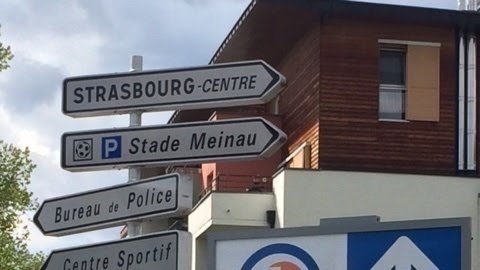 STRASBOURG-CENTRE
P Stade Meinau
Bureau de Police
Centre Sportif